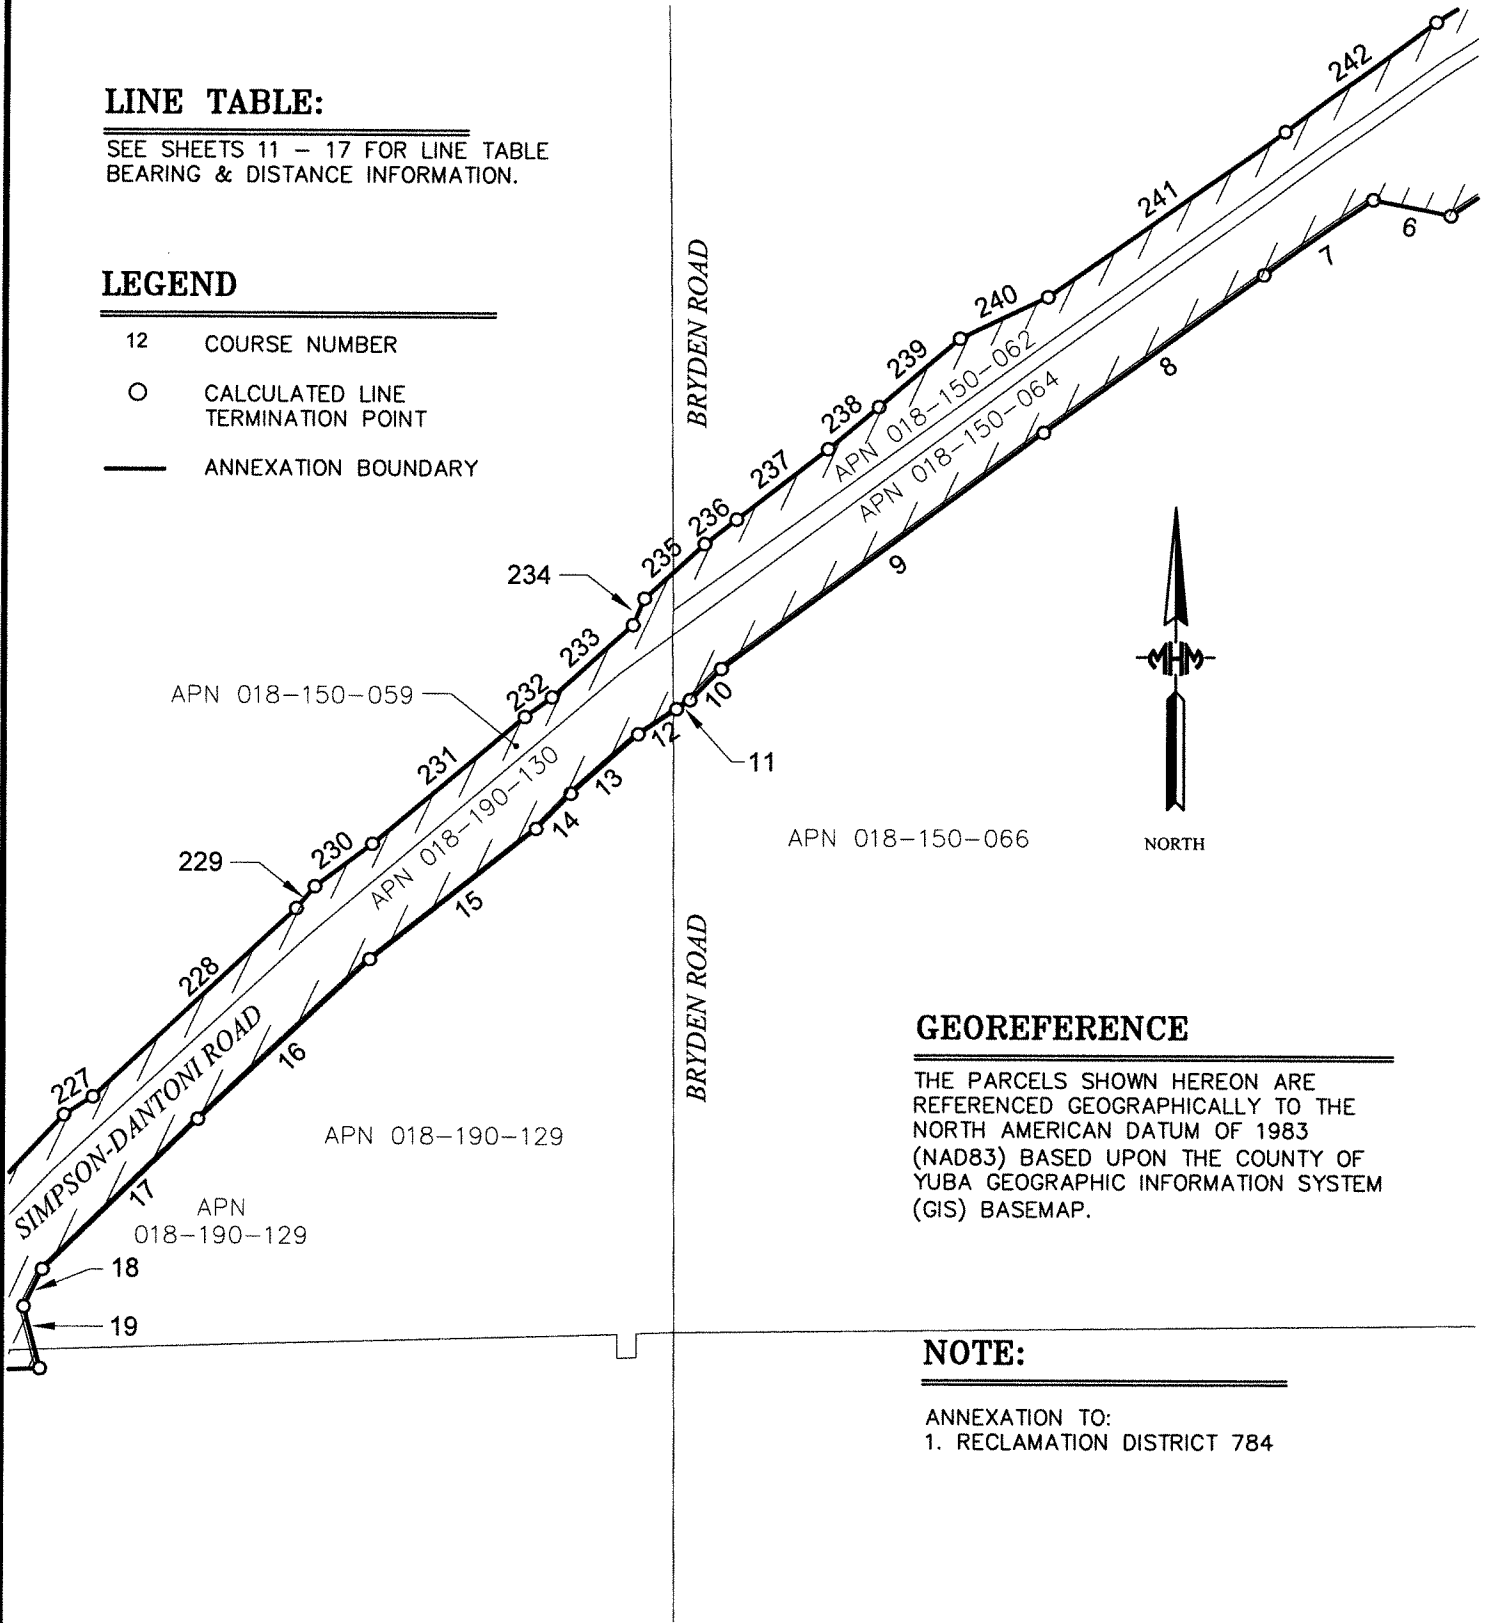 LINE TABLE:
SEE SHEETS 11 – 17 FOR LINE TABLE
BEARING & DISTANCE INFORMATION.
LEGEND
12 COURSE NUMBER
CALCULATED LINE
TERMINATION POINT
ANNEXATION BOUNDARY
BRYDEN ROAD
242
241
240
239
238
237
236
235
234
233
232
231
230
229
228
227
6
7
8
9
10
11
12
13
14
15
16
17
18
19
APN 018-150-062
APN 018-150-064
APN 018-150-059
APN 018-190-130
APN 018-150-066
MHM
NORTH
BRYDEN ROAD
SIMPSON-DANTONI ROAD
APN 018-190-129
APN
018-190-129
GEOREFERENCE
THE PARCELS SHOWN HEREON ARE
REFERENCED GEOGRAPHICALLY TO THE
NORTH AMERICAN DATUM OF 1983
(NAD83) BASED UPON THE COUNTY OF
YUBA GEOGRAPHIC INFORMATION SYSTEM
(GIS) BASEMAP.
NOTE:
ANNEXATION TO:
1. RECLAMATION DISTRICT 784